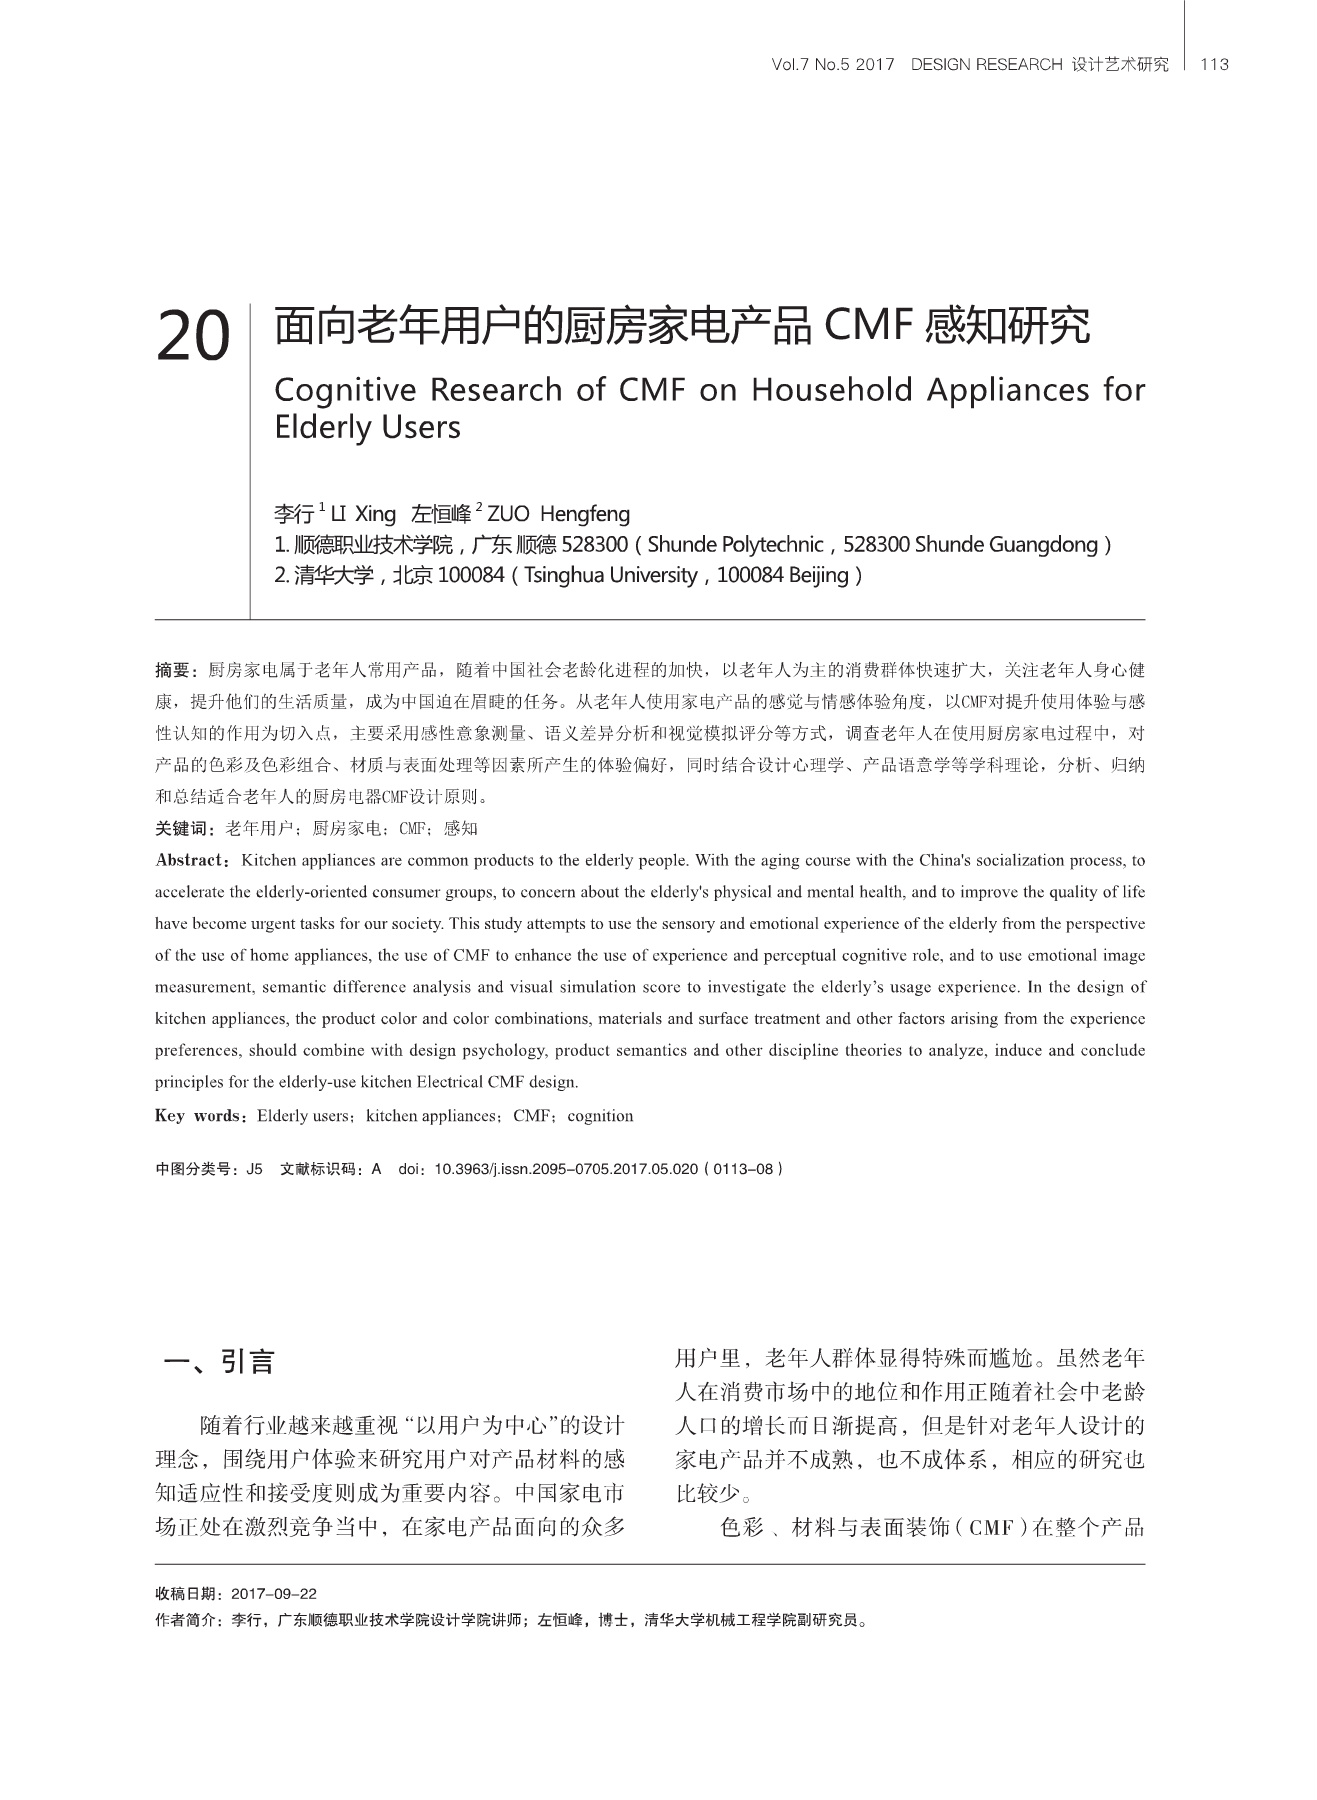 Vol.7 No.5 2017 DESIGN RESEARCH 设计艺术研究 113
20
面向老年用户的厨房家电产品 CMF 感知研究
Cognitive Research of CMF on Household Appliances for
Elderly Users
李行 1 LI Xing 左恒峰 2 ZUO Hengfeng
1. 顺德职业技术学院，广东 顺德 528300（Shunde Polytechnic，528300 Shunde Guangdong）
2. 清华大学，北京 100084（Tsinghua University，100084 Beijing）
摘要：厨房家电属于老年人常用产品，随着中国社会老龄化进程的加快，以老年人为主的消费群体快速扩大，关注老年人身心健
康，提升他们的生活质量，成为中国迫在眉睫的任务。从老年人使用家电产品的感觉与情感体验角度，以CMF对提升使用体验与感
性认知的作用为切入点，主要采用感性意象测量、语义差异分析和视觉模拟评分等方式，调查老年人在使用厨房家电过程中，对
产品的色彩及色彩组合、材质与表面处理等因素所产生的体验偏好，同时结合设计心理学、产品语意学等学科理论，分析、归纳
和总结适合老年人的厨房电器CMF设计原则。
关键词：老年用户；厨房家电；CMF；感知
Abstract：Kitchen appliances are common products to the elderly people. With the aging course with the China's socialization process, to
accelerate the elderly-oriented consumer groups, to concern about the elderly's physical and mental health, and to improve the quality of life
have become urgent tasks for our society. This study attempts to use the sensory and emotional experience of the elderly from the perspective
of the use of home appliances, the use of CMF to enhance the use of experience and perceptual cognitive role, and to use emotional image
measurement, semantic difference analysis and visual simulation score to investigate the elderly’s usage experience. In the design of
kitchen appliances, the product color and color combinations, materials and surface treatment and other factors arising from the experience
preferences, should combine with design psychology, product semantics and other discipline theories to analyze, induce and conclude
principles for the elderly-use kitchen Electrical CMF design.
Key words：Elderly users；kitchen appliances；CMF；cognition
中图分类号：J5 文献标识码：A doi：10.3963/j.issn.2095-0705.2017.05.020（0113-08）
一、引言
随着行业越来越重视“以用户为中心”的设计
理念，围绕用户体验来研究用户对产品材料的感
知适应性和接受度则成为重要内容。中国家电市
场正处在激烈竞争当中，在家电产品面向的众多
用户里，老年人群体显得特殊而尴尬。虽然老年
人在消费市场中的地位和作用正随着社会中老龄
人口的增长而日渐提高，但是针对老年人设计的
家电产品并不成熟，也不成体系，相应的研究也
比较少。
色彩、材料与表面装饰（CMF）在整个产品
收稿日期：2017-09-22
作者简介：李行，广东顺德职业技术学院设计学院讲师；左恒峰，博士，清华大学机械工程学院副研究员。